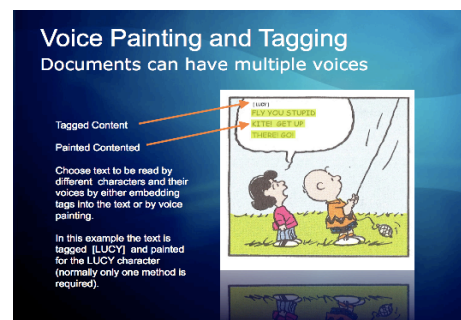 Voice Painting and Tagging
Documents can have multiple voices
[LUCY]
FLY YOU STUPID
KITE! GET UP
THERE! GO!
Tagged Content
Painted Contented
Choose text to be read by
different characters and their
voices by either embedding
tags into the text or by voice
painting.
In this example the text is
tagged [LUCY] and painted
for the LUCY character
(normally only one method is
required).